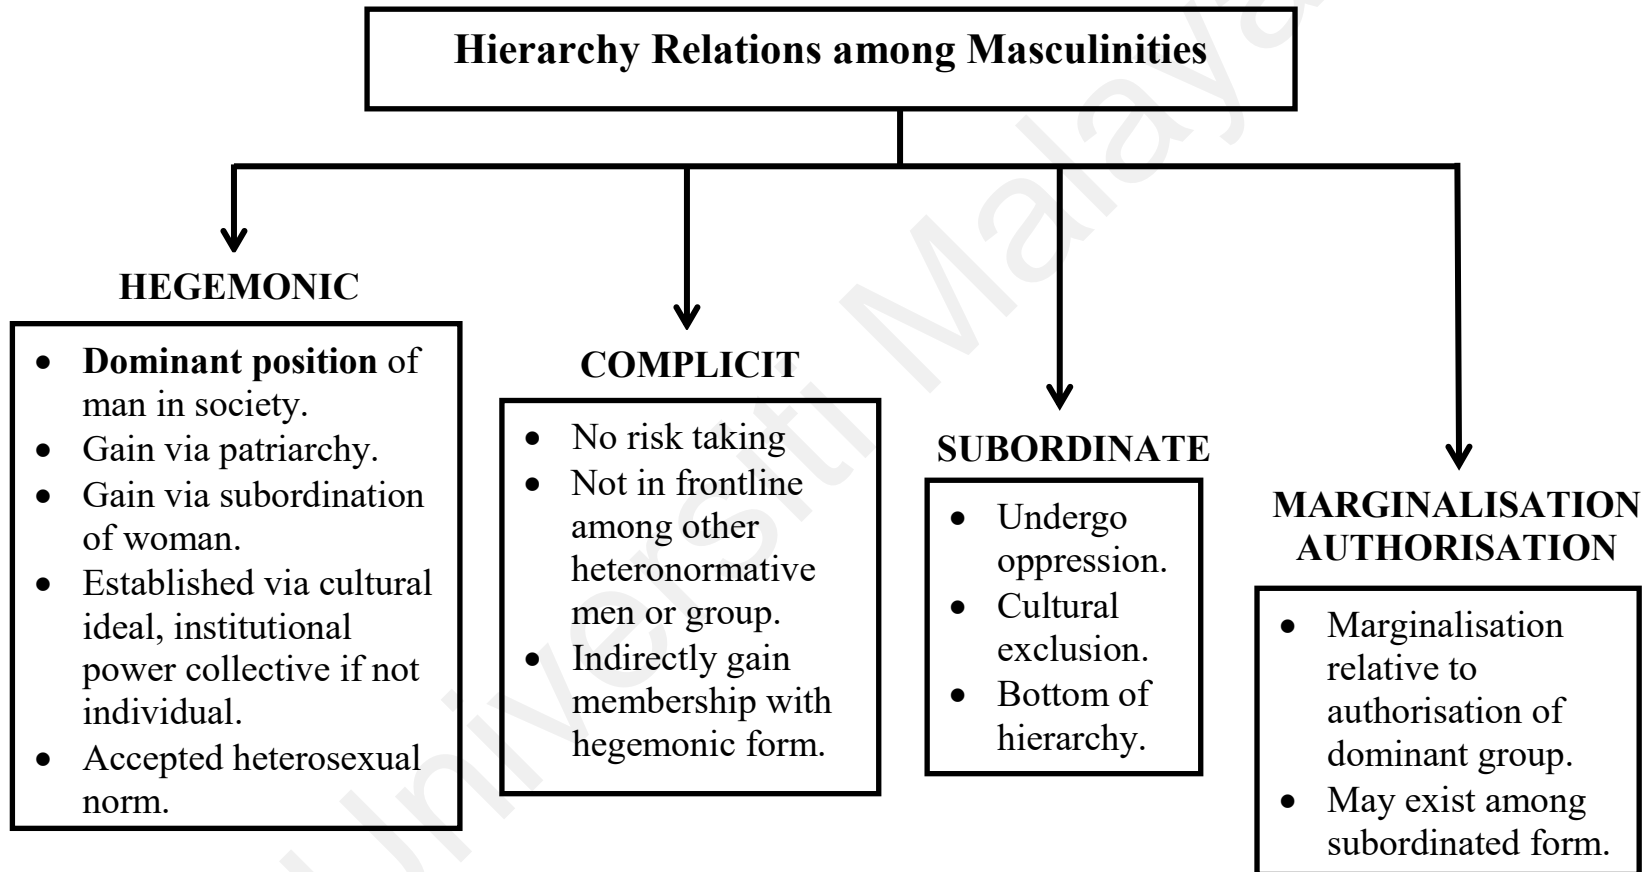 Hierarchy Relations among Masculinities
HEGEMONIC
• Dominant position of
man in society.
• Gain via patriarchy.
• Gain via subordination
of woman.
• Established via cultural
ideal, institutional
power collective if not
individual.
• Accepted heterosexual
norm.
COMPLICIT
• No risk taking
• Not in frontline
among other
heteronormative
men or group.
• Indirectly gain
membership with
hegemonic form.
SUBORDINATE
• Undergo
oppression.
• Cultural
exclusion.
• Bottom of
hierarchy.
MARGINALISATION
AUTHORISATION
• Marginalisation
relative to
authorisation of
dominant group.
• May exist among
subordinated form.
Universiti Malaya